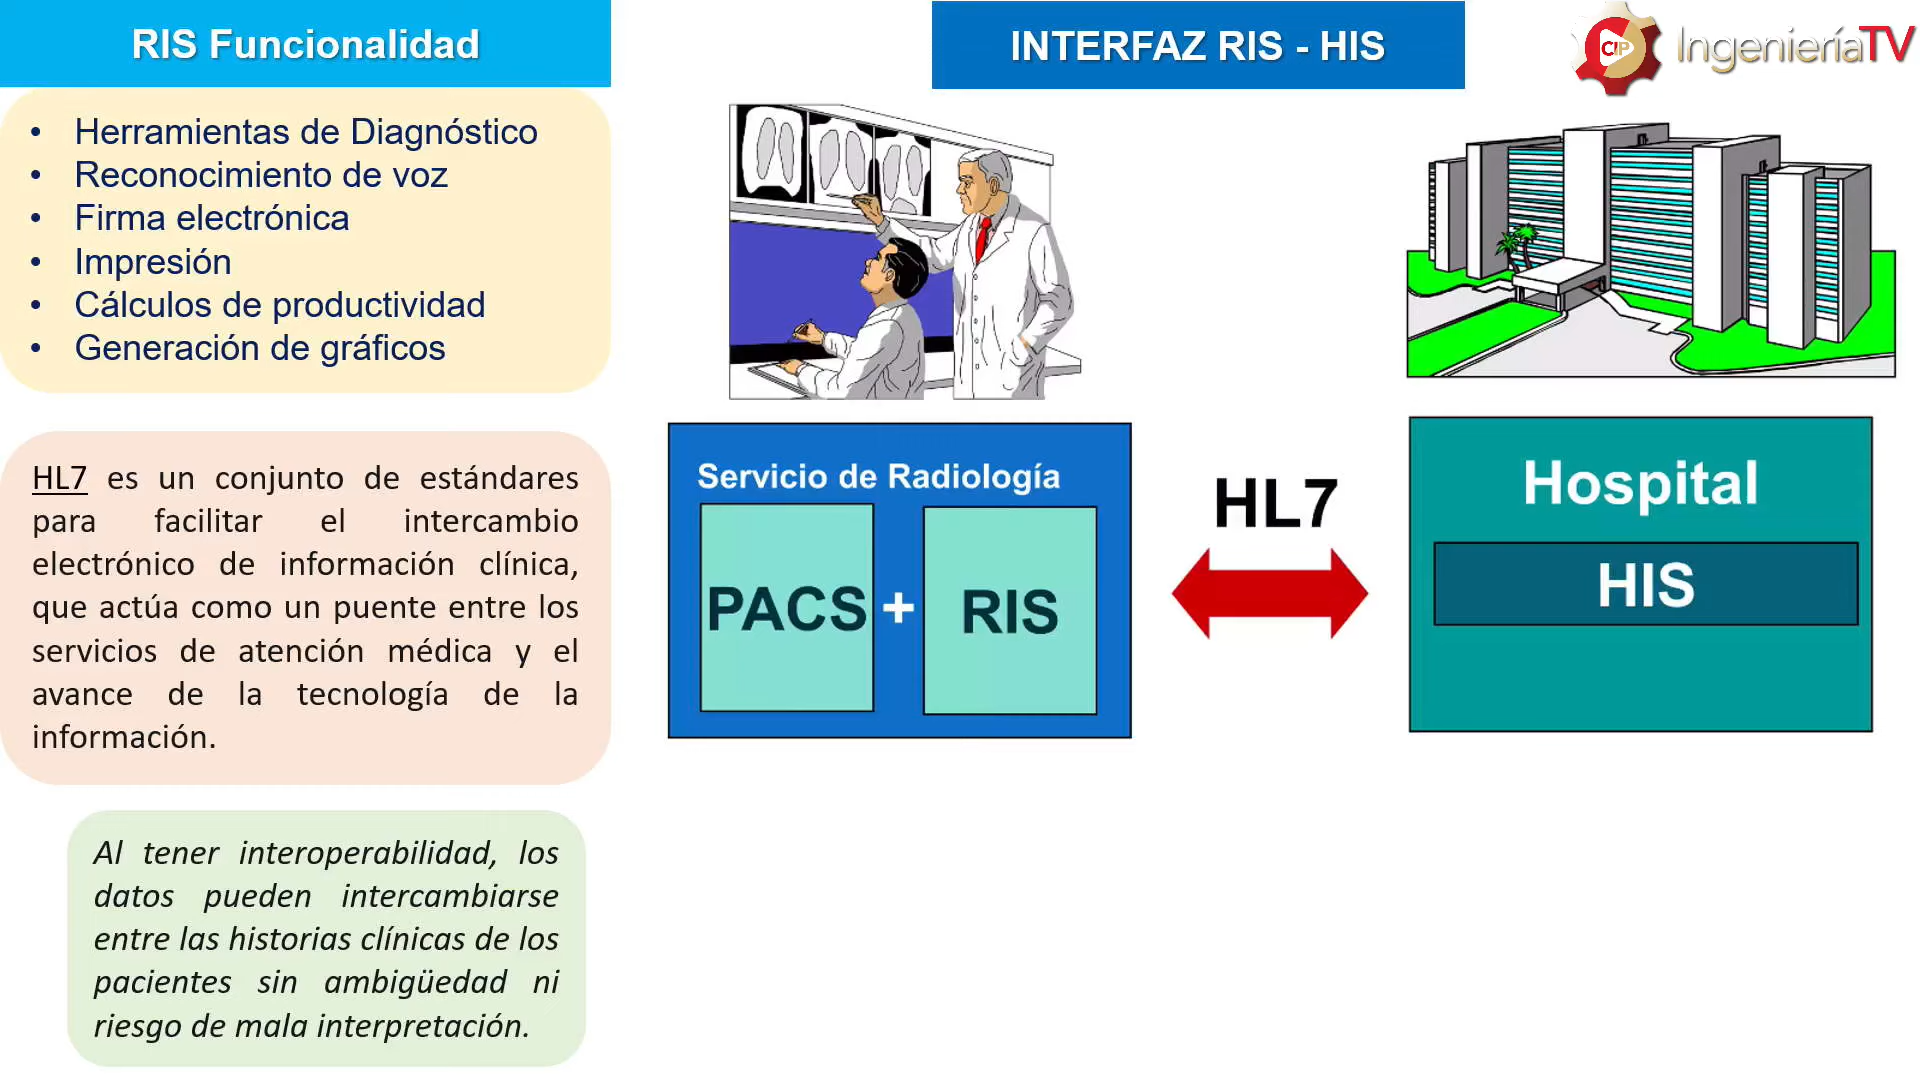 RIS Funcionalidad
• Herramientas de Diagnóstico
• Reconocimiento de voz
• Firma electrónica
• Impresión
• Cálculos de productividad
• Generación de gráficos
HL7 es un conjunto de estándares
para facilitar el intercambio
electrónico de información clínica,
que actúa como un puente entre los
servicios de atención médica y el
avance de la tecnología de la
información.
Al tener interoperabilidad, los
datos pueden intercambiarse
entre las historias clínicas de los
pacientes sin ambigüedad ni
riesgo de mala interpretación.
INTERFAZ RIS - HIS
CIP IngenieríaTV
Servicio de Radiología
PACS + RIS
HL7
Hospital
HIS